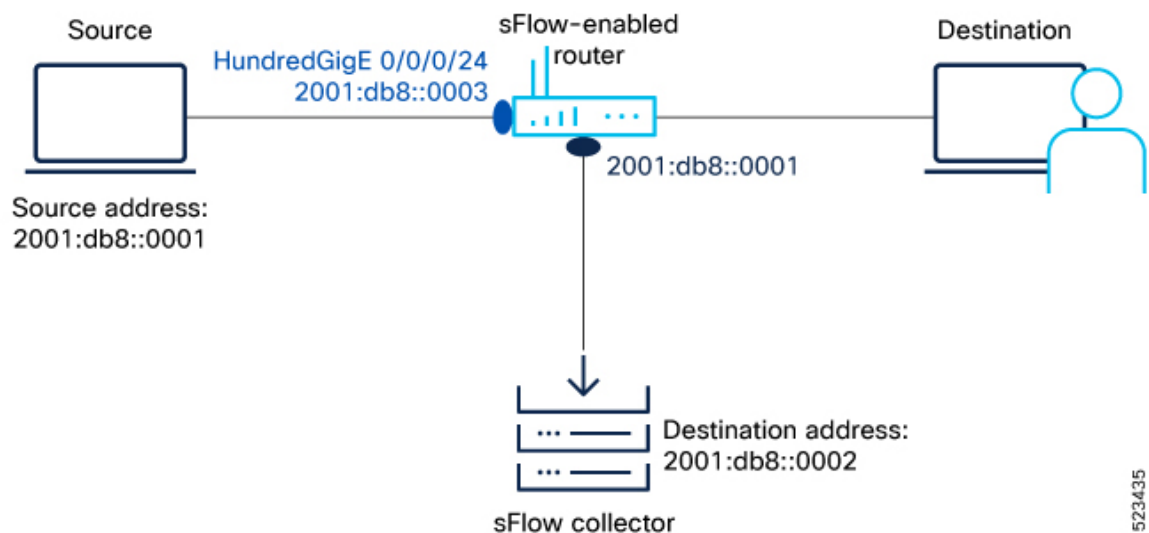 Source
sFlow-enabled
router
Destination
HundredGigE 0/0/0/24
2001:db8::0003
2001:db8::0001
Source address:
2001:db8::0001
Destination address:
2001:db8::0002
sFlow collector
523435